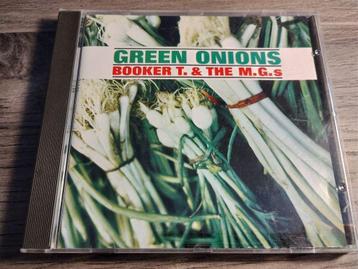 GREEN ONIONS
BOOKER T. & THE M.G.s